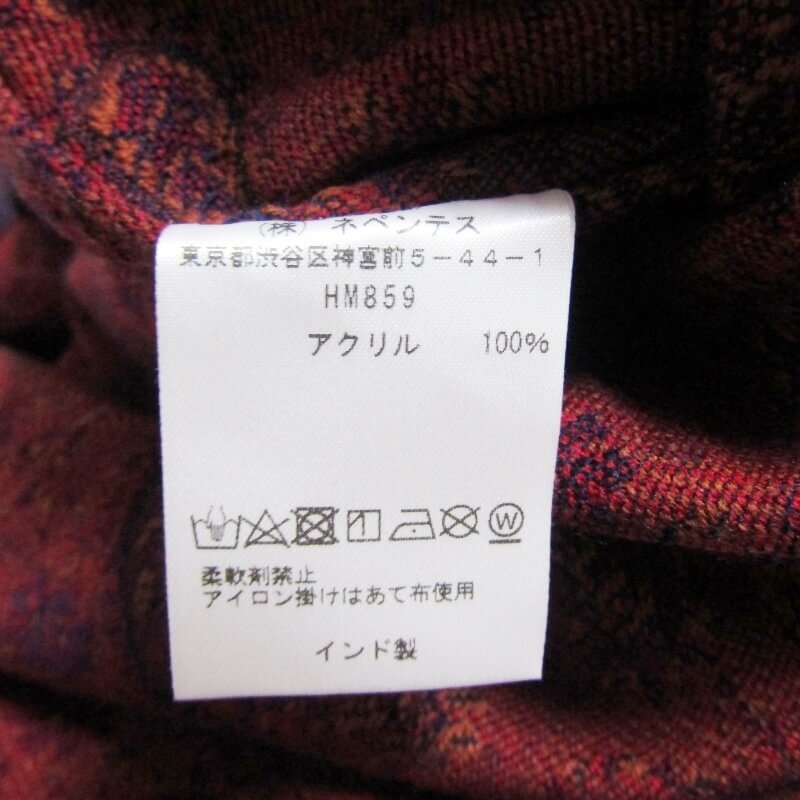 (株) ネペンテス
東京都渋谷区神宮前5-44-1
HM859
アクリル 100%
W
柔軟剤禁止
アイロン掛けはあて布使用
インド製